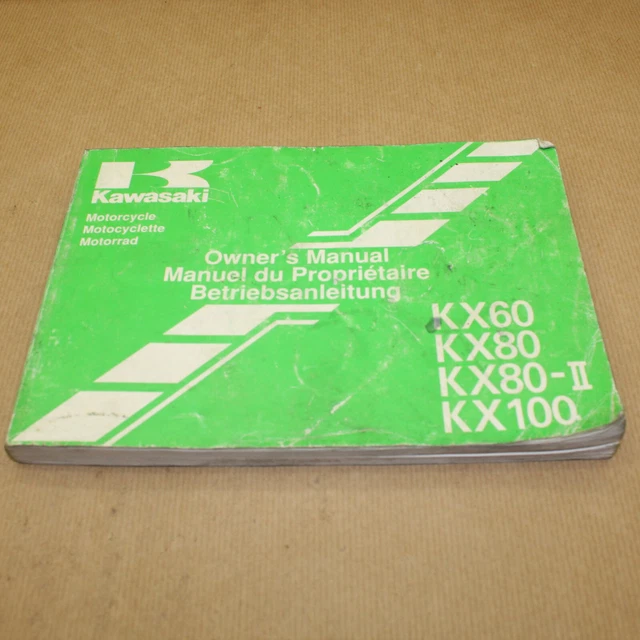 Kawasaki
Motorcycle
Motocyclette
Motorrad
Owner's Manual
Manuel du Propriétaire
Betriebsanleitung
KX60
KX80
KX80-II
KX100